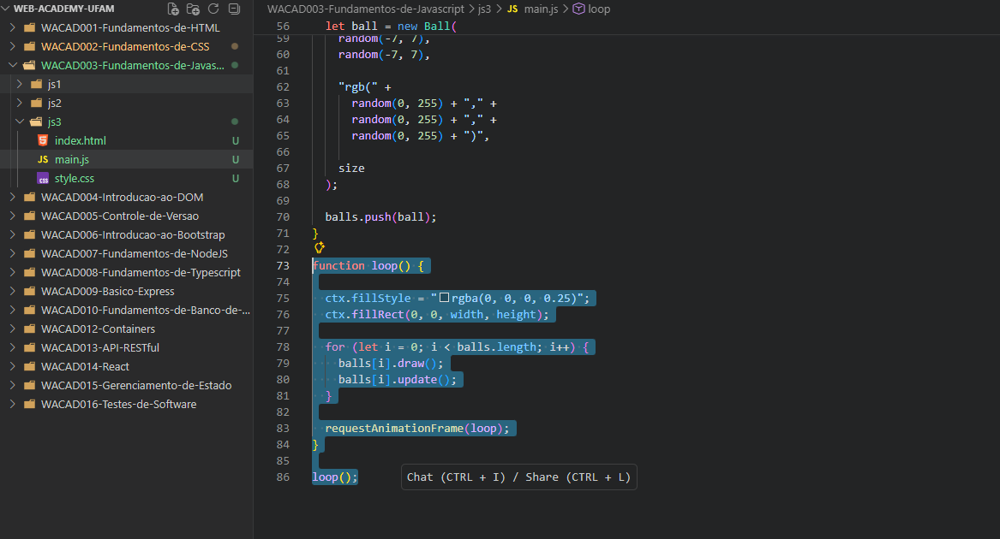 WEB-ACADEMY-UFAM
WACAD001-Fundamentos-de-HTML
WACAD002-Fundamentos-de-CSS
WACAD003-Fundamentos-de-Javas...
js1
js2
js3
index.html U
JS main.js U
css style.css U
WACAD004-Introducao-ao-DOM
WACAD005-Controle-de-Versao
WACAD006-Introducao-ao-Bootstrap
WACAD007-Fundamentos-de-NodeJS
WACAD008-Fundamentos-de-Typescript
WACAD009-Basico-Express
WACAD010-Fundamentos-de-Banco-de-...
WACAD012-Containers
WACAD013-API-RESTful
WACAD014-React
WACAD015-Gerenciamento-de-Estado
WACAD016-Testes-de-Software
WACAD003-Fundamentos-de-Javascript > js3 > JS main.js > loop
56 let ball = new Ball(
59 random(-7, 7),
60 random(-7, 7),
61
62 "rgb(" +
63 random(0, 255) + "," +
64 random(0, 255) + "," +
65 random(0, 255) + ")",
66
67 size
68 );
69
70 balls.push(ball);
71 }
72
73 function loop() {
74
75 ctx.fillStyle = "rgba(0, 0, 0, 0.25)";
76 ctx.fillRect(0, 0, width, height);
77
78 for (let i = 0; i < balls.length; i++) {
79 balls[i].draw();
80 balls[i].update();
81 }
82
83 requestAnimationFrame(loop);
84 }
85
86 loop();
Chat (CTRL + I) / Share (CTRL + L)